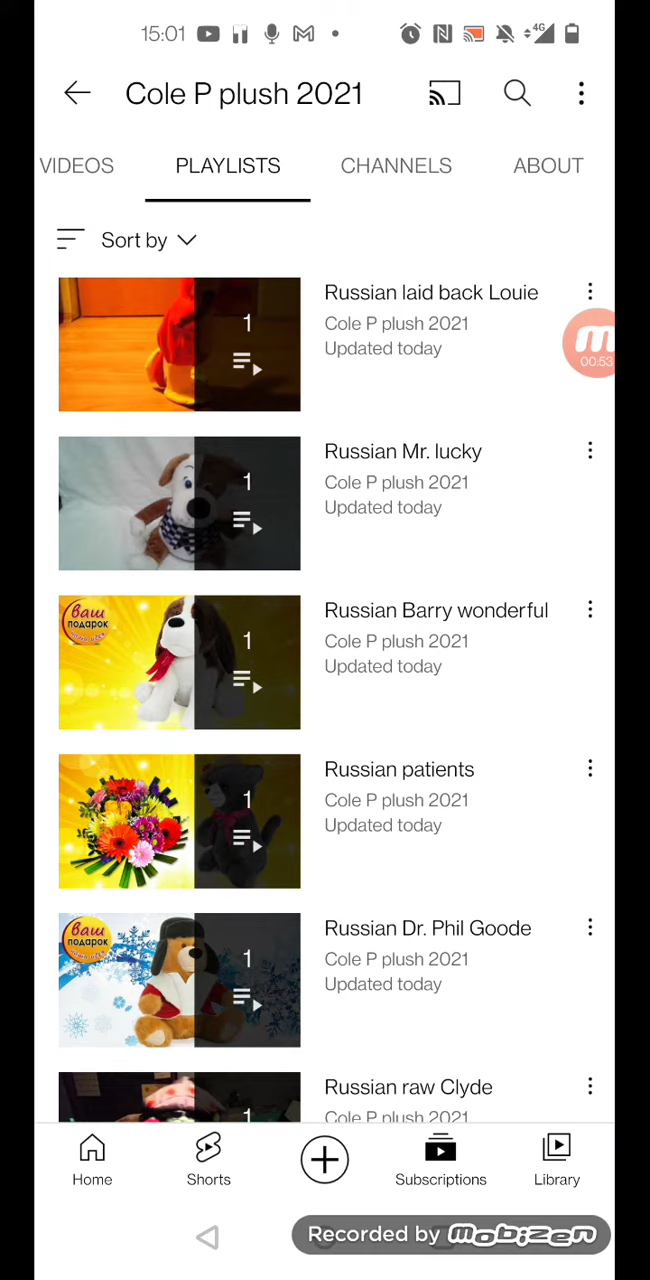 15:01
4G
Cole P plush 2021
VIDEOS
PLAYLISTS
CHANNELS
ABOUT
Sort by
1
Russian laid back Louie
Cole P plush 2021
Updated today
00:53
1
Russian Mr. lucky
Cole P plush 2021
Updated today
ваш
подарок
1
Russian Barry wonderful
Cole P plush 2021
Updated today
1
Russian patients
Cole P plush 2021
Updated today
ваш
подарок
1
Russian Dr. Phil Goode
Cole P plush 2021
Updated today
1
Russian raw Clyde
Cole P plush 2021
Home
Shorts
Subscriptions
Library
Recorded by mobizen